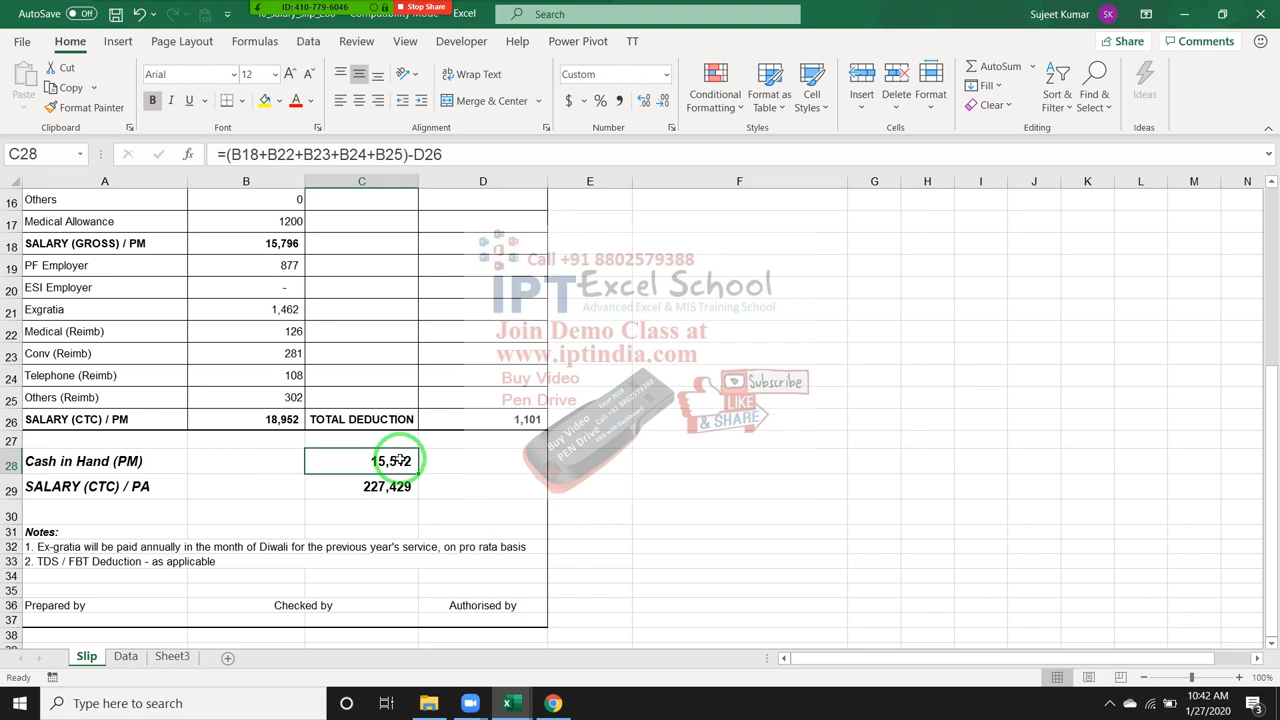 AutoSave Off
Compatibility Mode - Excel
ID: 410-779-6046
Stop Share
Search
Sujeet Kumar
SK
File Home Insert Page Layout Formulas Data Review View Developer Help Power Pivot TT
Share Comments
Paste
Cut
Copy
Format Painter
Clipboard
Arial 12
B I U
Font
Wrap Text
Merge & Center
Alignment
Custom
$ %
Number
Conditional Formatting
Format as Table
Cell Styles
Styles
Insert Delete Format
Cells
AutoSum
Fill
Clear
Sort & Filter
Find & Select
Editing
Ideas
Ideas
C28 fx =(B18+B22+B23+B24+B25)-D26
A B C D E F G H I J K L M N
16 Others 0
17 Medical Allowance 1200
18 SALARY (GROSS) / PM 15,796
19 PF Employer 877
20 ESI Employer -
21 Exgratia 1,462
22 Medical (Reimb) 126
23 Conv (Reimb) 281
24 Telephone (Reimb) 108
25 Others (Reimb) 302
26 SALARY (CTC) / PM 18,952 TOTAL DEDUCTION 1,101
27
28 Cash in Hand (PM)
29 SALARY (CTC) / PA 227,429
30
31 Notes:
32 1. Ex-gratia will be paid annually in the month of Diwali for the previous year's service, on pro rata basis
33 2. TDS / FBT Deduction - as applicable
34
35
36 Prepared by Checked by Authorised by
37
38
Call +91 8802579388
IPT Excel School
Advanced Excel & MIS Training School
Join Demo Class at
www.iptindia.com
Buy Video
Pen Drive
Buy Video
PEN Drive
Subscribe
LIKE
& SHARE
Slip Data Sheet3
Ready
100%
Type here to search
10:42 AM
1/27/2020
3